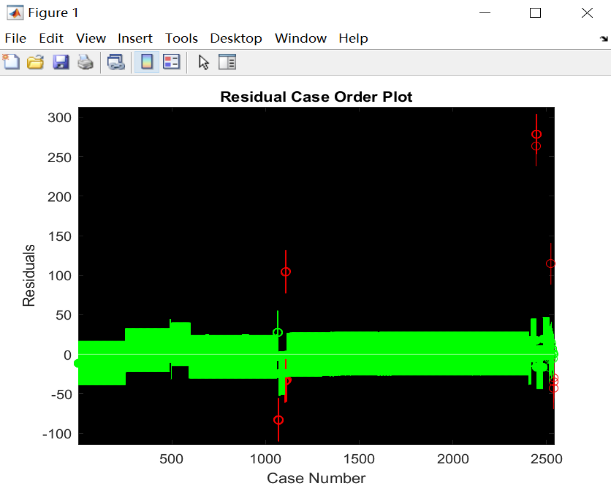 Figure 1
File Edit View Insert Tools Desktop Window Help
Residual Case Order Plot
300
250
200
150
100
50
0
-50
-100
Residuals
500 1000 1500 2000 2500
Case Number